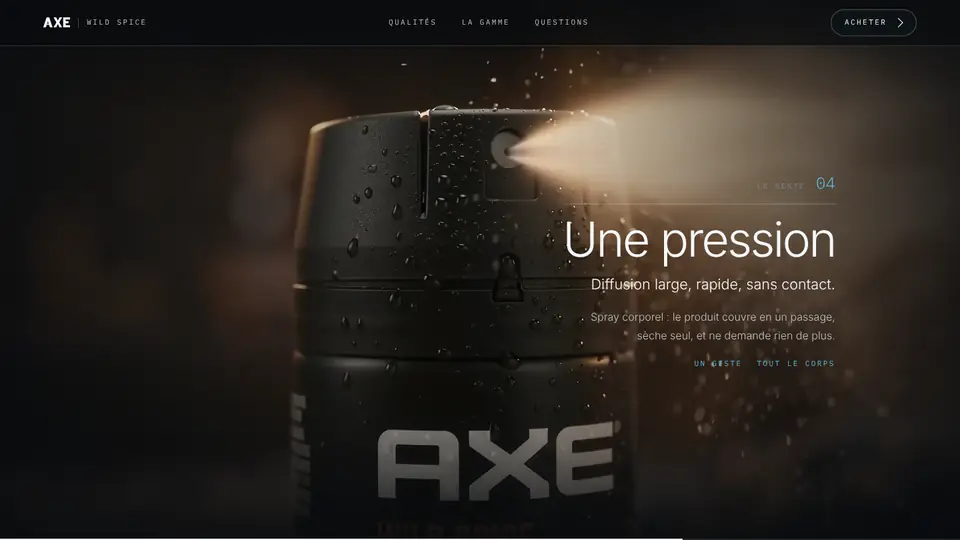 AXE | WILD SPICE
QUALITÉS
LA GAMME
QUESTIONS
ACHETER
LE GESTE 04
Une pression
Diffusion large, rapide, sans contact.
Spray corporel : le produit couvre en un passage,
sèche seul, et ne demande rien de plus.
UN GESTE TOUT LE CORPS
AXE